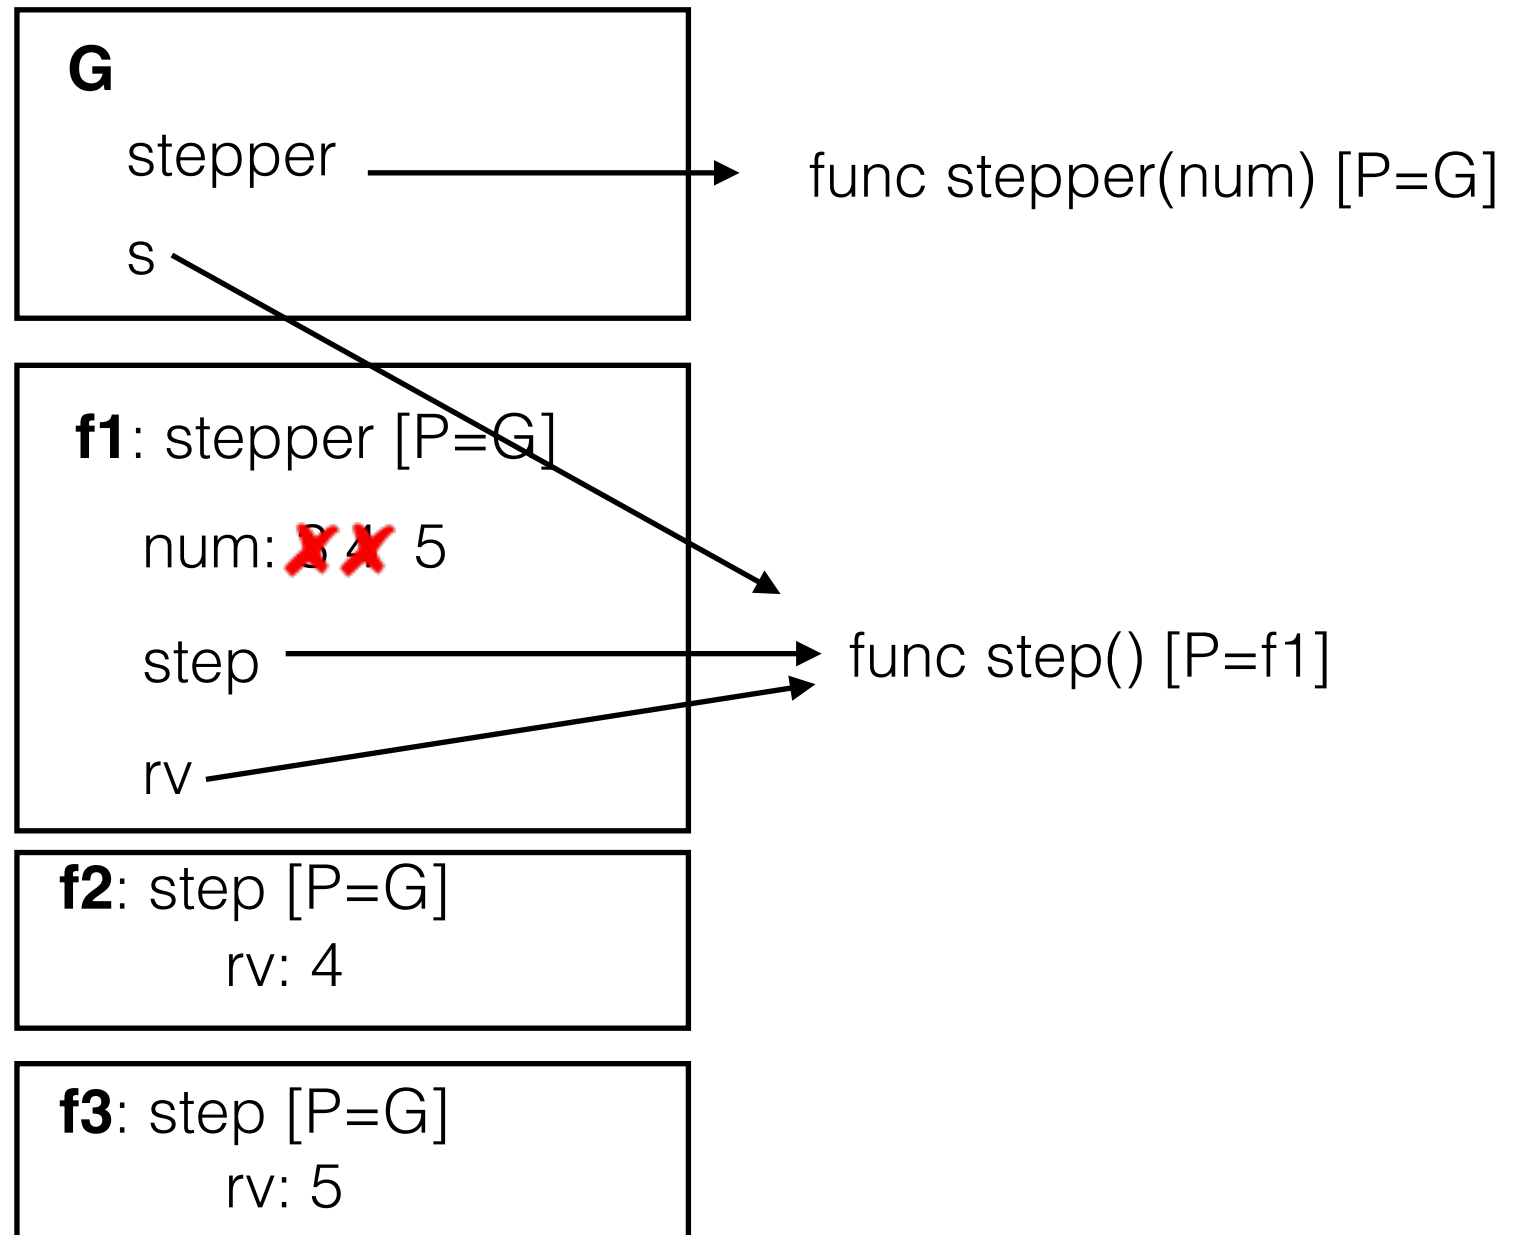 G
stepper
func stepper(num) [P=G]
s
f1: stepper [P=G]
num: 3 4 5
step
func step() [P=f1]
rv
f2: step [P=G]
rv: 4
f3: step [P=G]
rv: 5